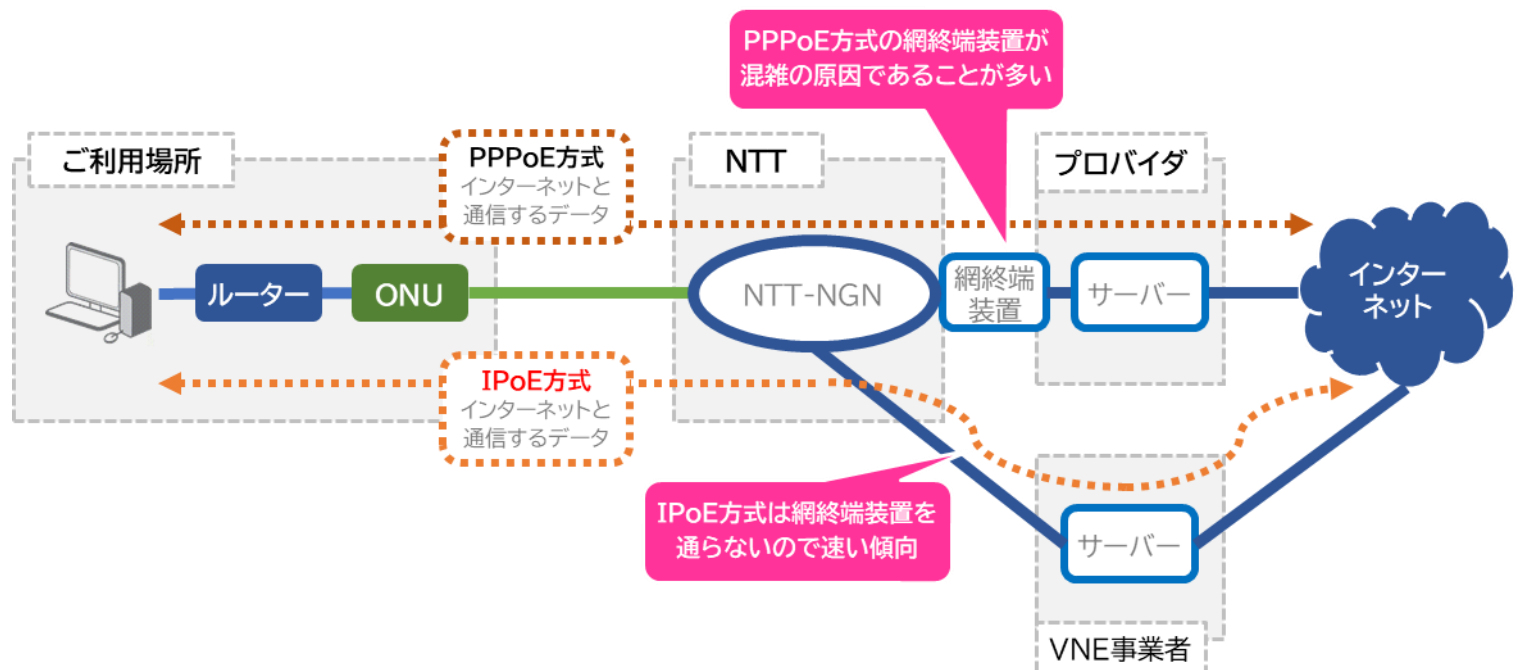 PPPoE方式の網終端装置が
混雑の原因であることが多い
ご利用場所
PPPoE方式
インターネットと
通信するデータ
NTT
プロバイダ
ルーター
ONU
NTT-NGN
網終端
装置
サーバー
インター
ネット
IPoE方式
インターネットと
通信するデータ
IPoE方式は網終端装置を
通らないので速い傾向
サーバー
VNE事業者